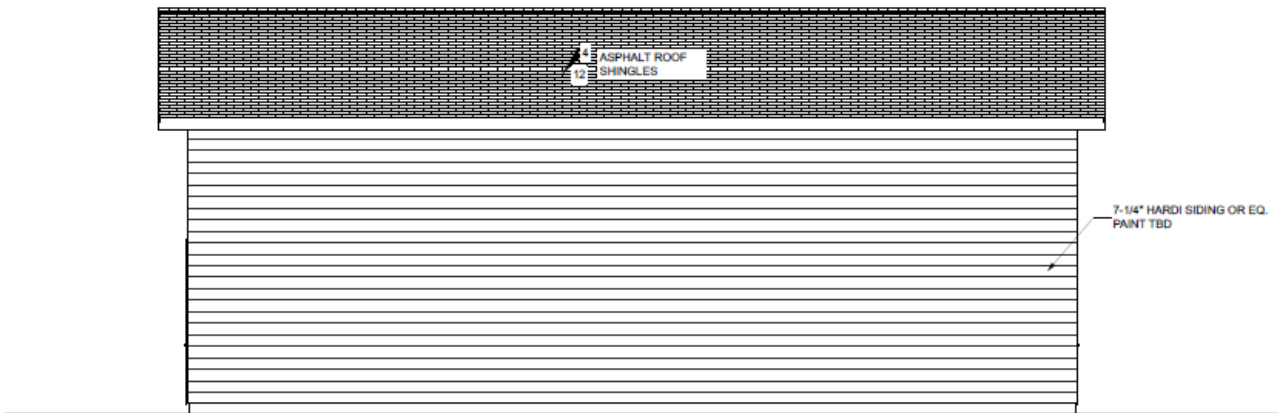 4
12
ASPHALT ROOF
SHINGLES
7-1/4" HARDI SIDING OR EQ.
PAINT TBD